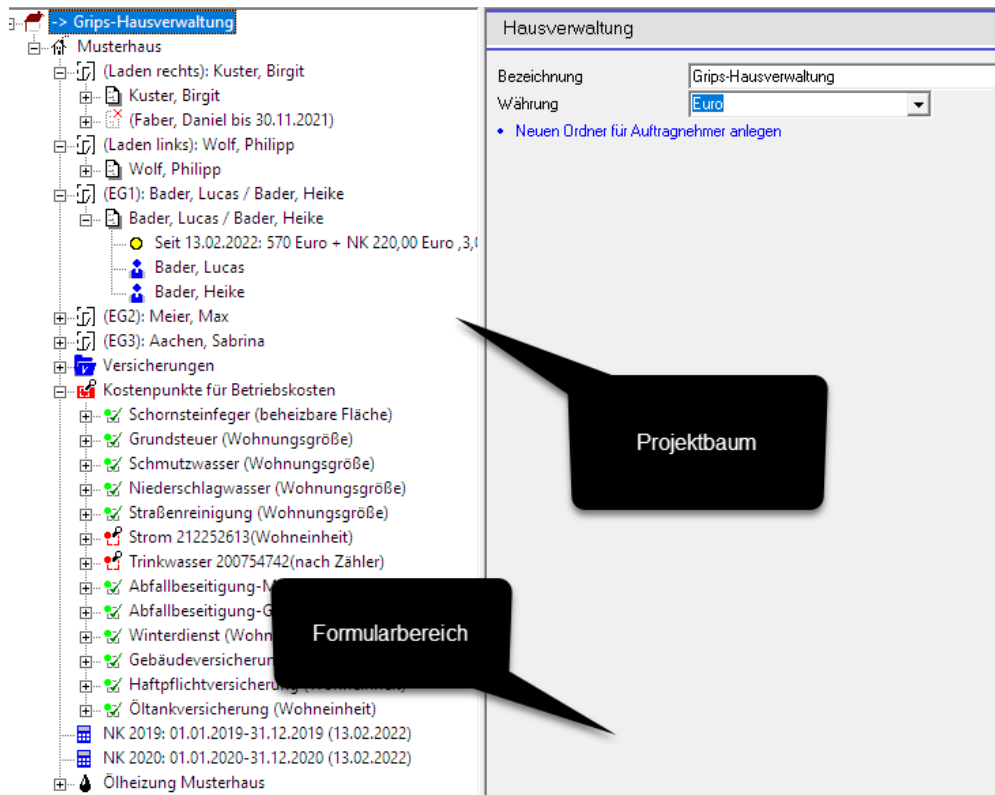 -> Grips-Hausverwaltung
Musterhaus
(Laden rechts): Kuster, Birgit
Kuster, Birgit
(Faber, Daniel bis 30.11.2021)
(Laden links): Wolf, Philipp
Wolf, Philipp
(EG1): Bader, Lucas / Bader, Heike
Bader, Lucas / Bader, Heike
Seit 13.02.2022: 570 Euro + NK 220,00 Euro ,3,
Bader, Lucas
Bader, Heike
(EG2): Meier, Max
(EG3): Aachen, Sabrina
Versicherungen
Kostenpunkte für Betriebskosten
Schornsteinfeger (beheizbare Fläche)
Grundsteuer (Wohnungsgröße)
Schmutzwasser (Wohnungsgröße)
Niederschlagwasser (Wohnungsgröße)
Straßenreinigung (Wohnungsgröße)
Strom 212252613(Wohneinheit)
Trinkwasser 200754742(nach Zähler)
Abfallbeseitigung-
Abfallbeseitigung-G
Winterdienst (Wohn
Gebäudeversicherun
Haftpflichtversicherung (Wohneinheit)
Öltankversicherung (Wohneinheit)
NK 2019: 01.01.2019-31.12.2019 (13.02.2022)
NK 2020: 01.01.2020-31.12.2020 (13.02.2022)
Ölheizung Musterhaus
Hausverwaltung
Bezeichnung Grips-Hausverwaltung
Währung Euro
• Neuen Ordner für Auftragnehmer anlegen
Projektbaum
Formularbereich